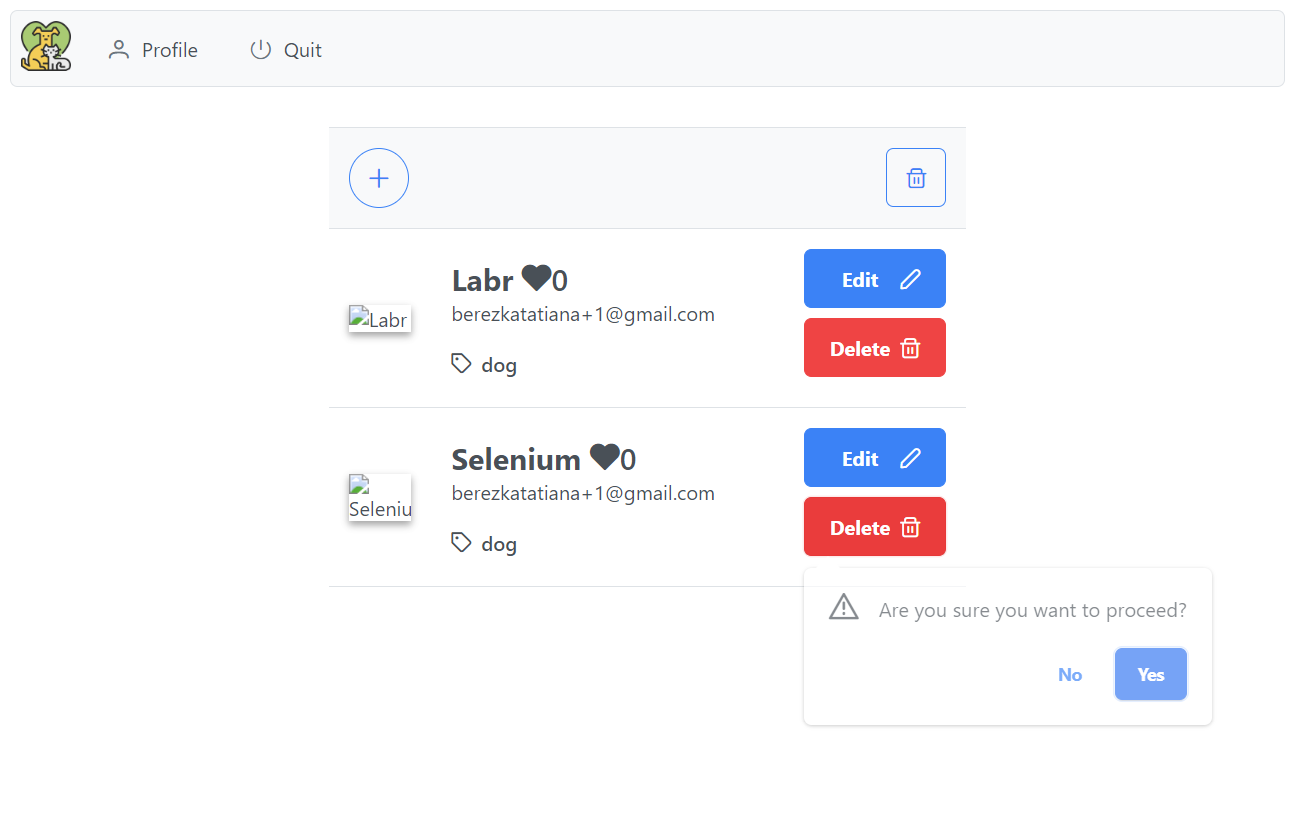 Profile
Quit
Labr 0
berezkatatiana+1@gmail.com
dog
Labr
Edit
Delete
Selenium 0
berezkatatiana+1@gmail.com
dog
Seleniu
Edit
Delete
Are you sure you want to proceed?
No
Yes